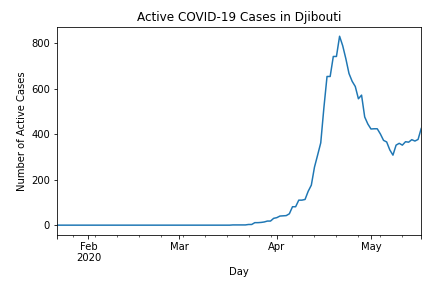 Active COVID-19 Cases in Djibouti
Number of Active Cases
800
600
400
200
0
Feb
2020
Mar
Apr
May
Day